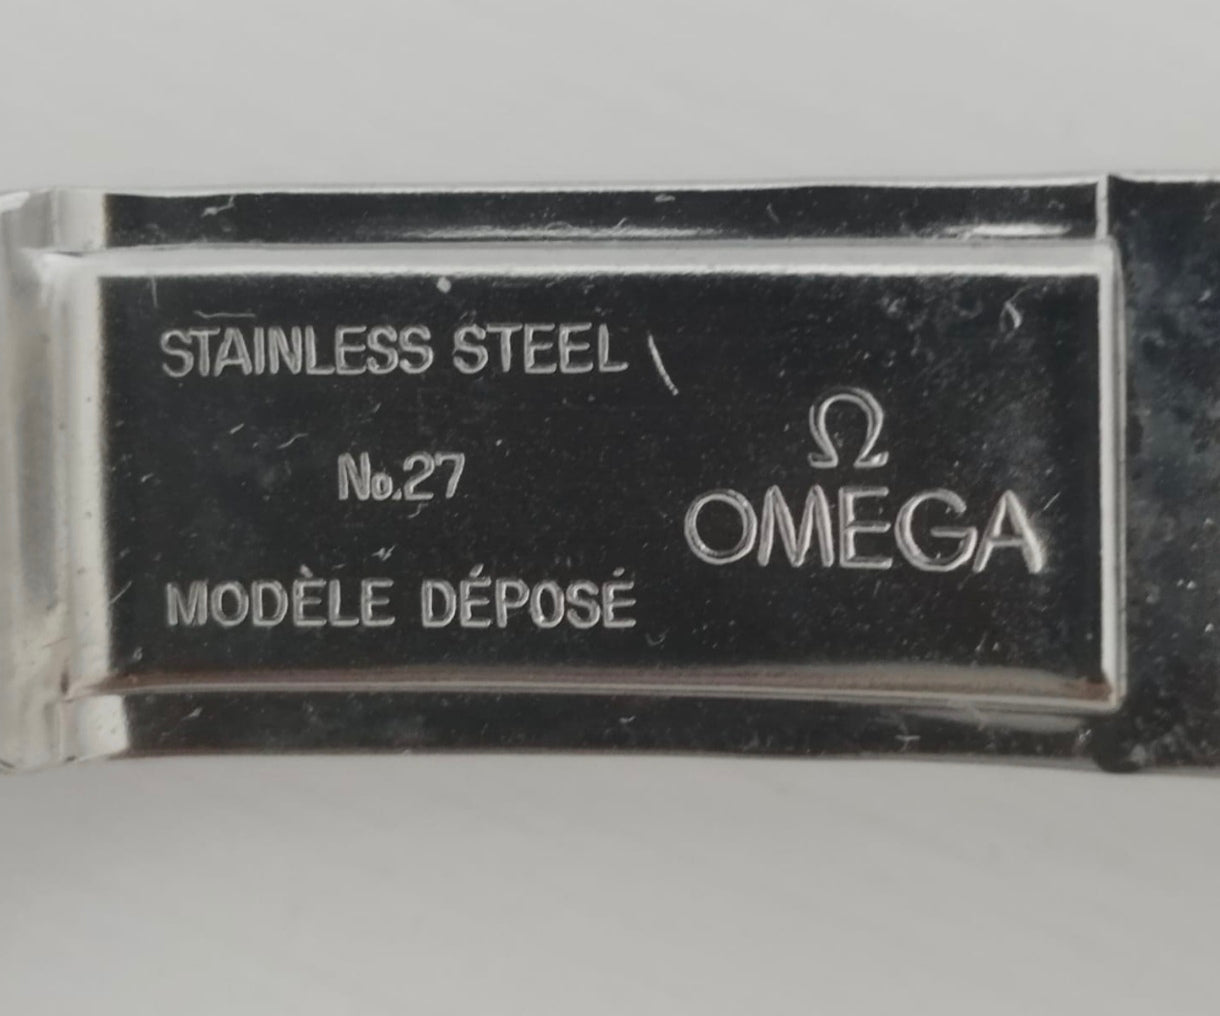 STAINLESS STEEL
No.27
MODÈLE DÉPOSÉ
Ω
OMEGA